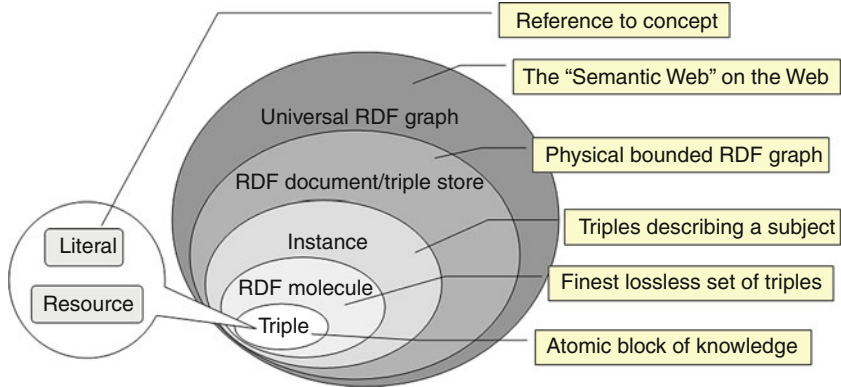 Reference to concept
The “Semantic Web” on the Web
Universal RDF graph
Physical bounded RDF graph
RDF document/triple store
Triples describing a subject
Literal
Instance
Finest lossless set of triples
RDF molecule
Resource
Triple
Atomic block of knowledge